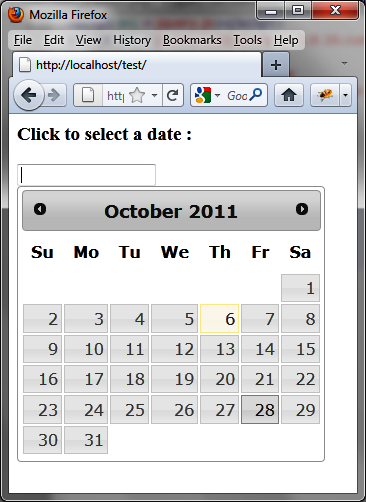 Mozilla Firefox
File Edit View History Bookmarks Tools Help
http://localhost/test/
Goo
Click to select a date :
October 2011
Su Mo Tu We Th Fr Sa
1
2 3 4 5 6 7 8
9 10 11 12 13 14 15
16 17 18 19 20 21 22
23 24 25 26 27 28 29
30 31